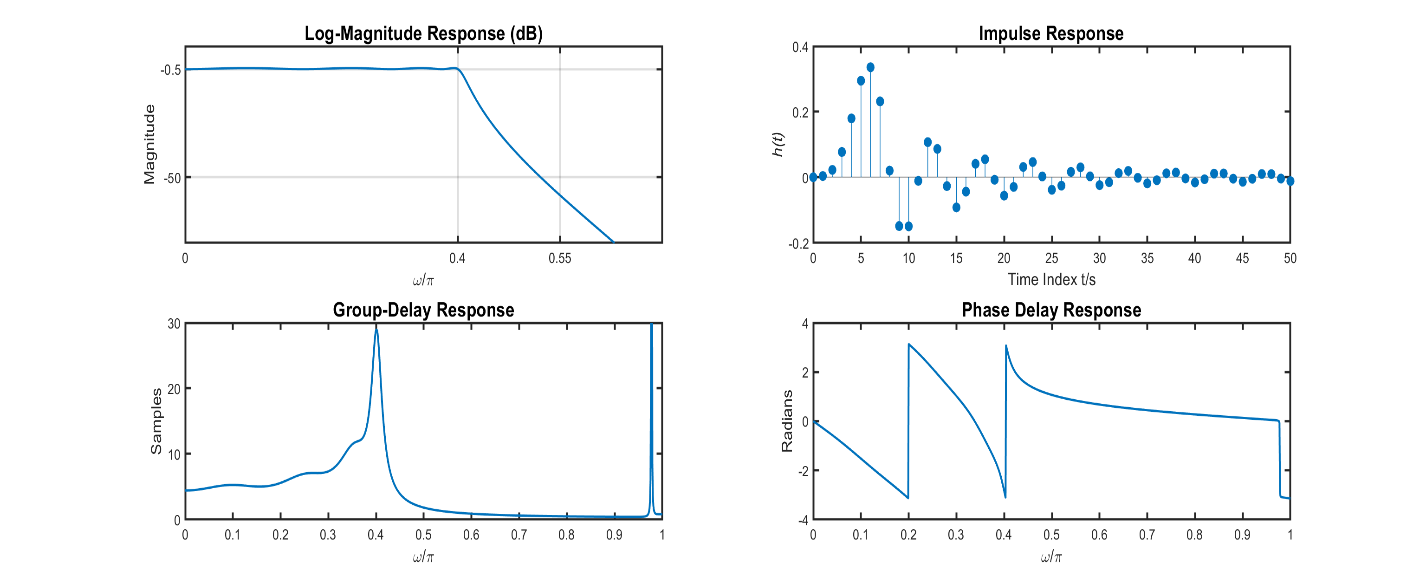 Log-Magnitude Response (dB)
-0.5
-50
Magnitude
0
0.4
0.55
ω/π
Impulse Response
0.4
0.2
0
-0.2
h(t)
0 5 10 15 20 25 30 35 40 45 50
Time Index t/s
Group-Delay Response
30
20
10
0
Samples
0 0.1 0.2 0.3 0.4 0.5 0.6 0.7 0.8 0.9 1
ω/π
Phase Delay Response
4
2
0
-2
-4
Radians
0 0.1 0.2 0.3 0.4 0.5 0.6 0.7 0.8 0.9 1
ω/π